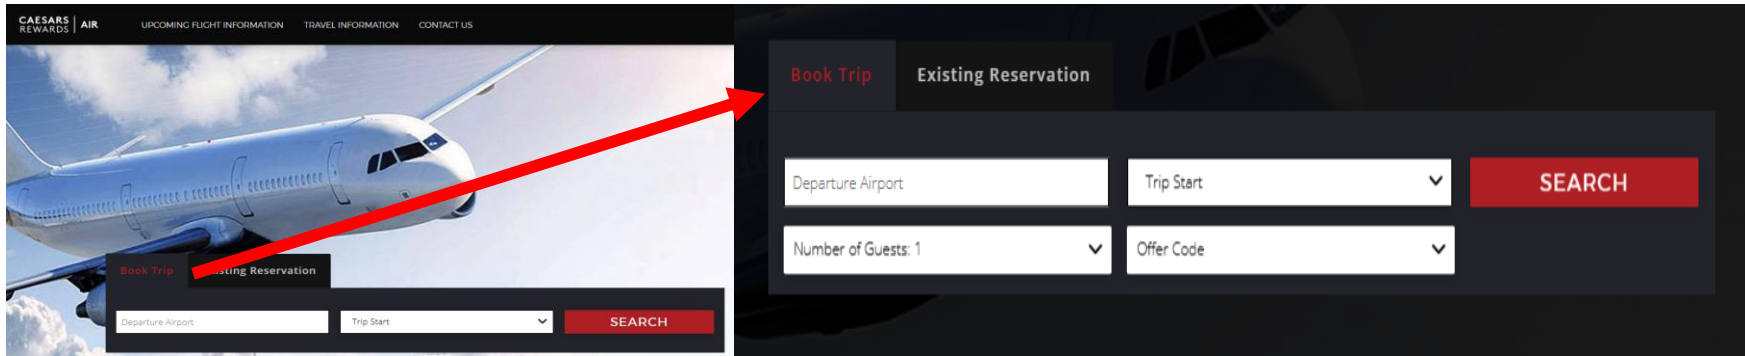 CAESARS REWARDS AIR
UPCOMING FLIGHT INFORMATION TRAVEL INFORMATION CONTACT US
Book Trip Existing Reservation
Departure Airport Trip Start SEARCH
Book Trip Existing Reservation
Departure Airport Trip Start SEARCH
Number of Guests: 1 Offer Code